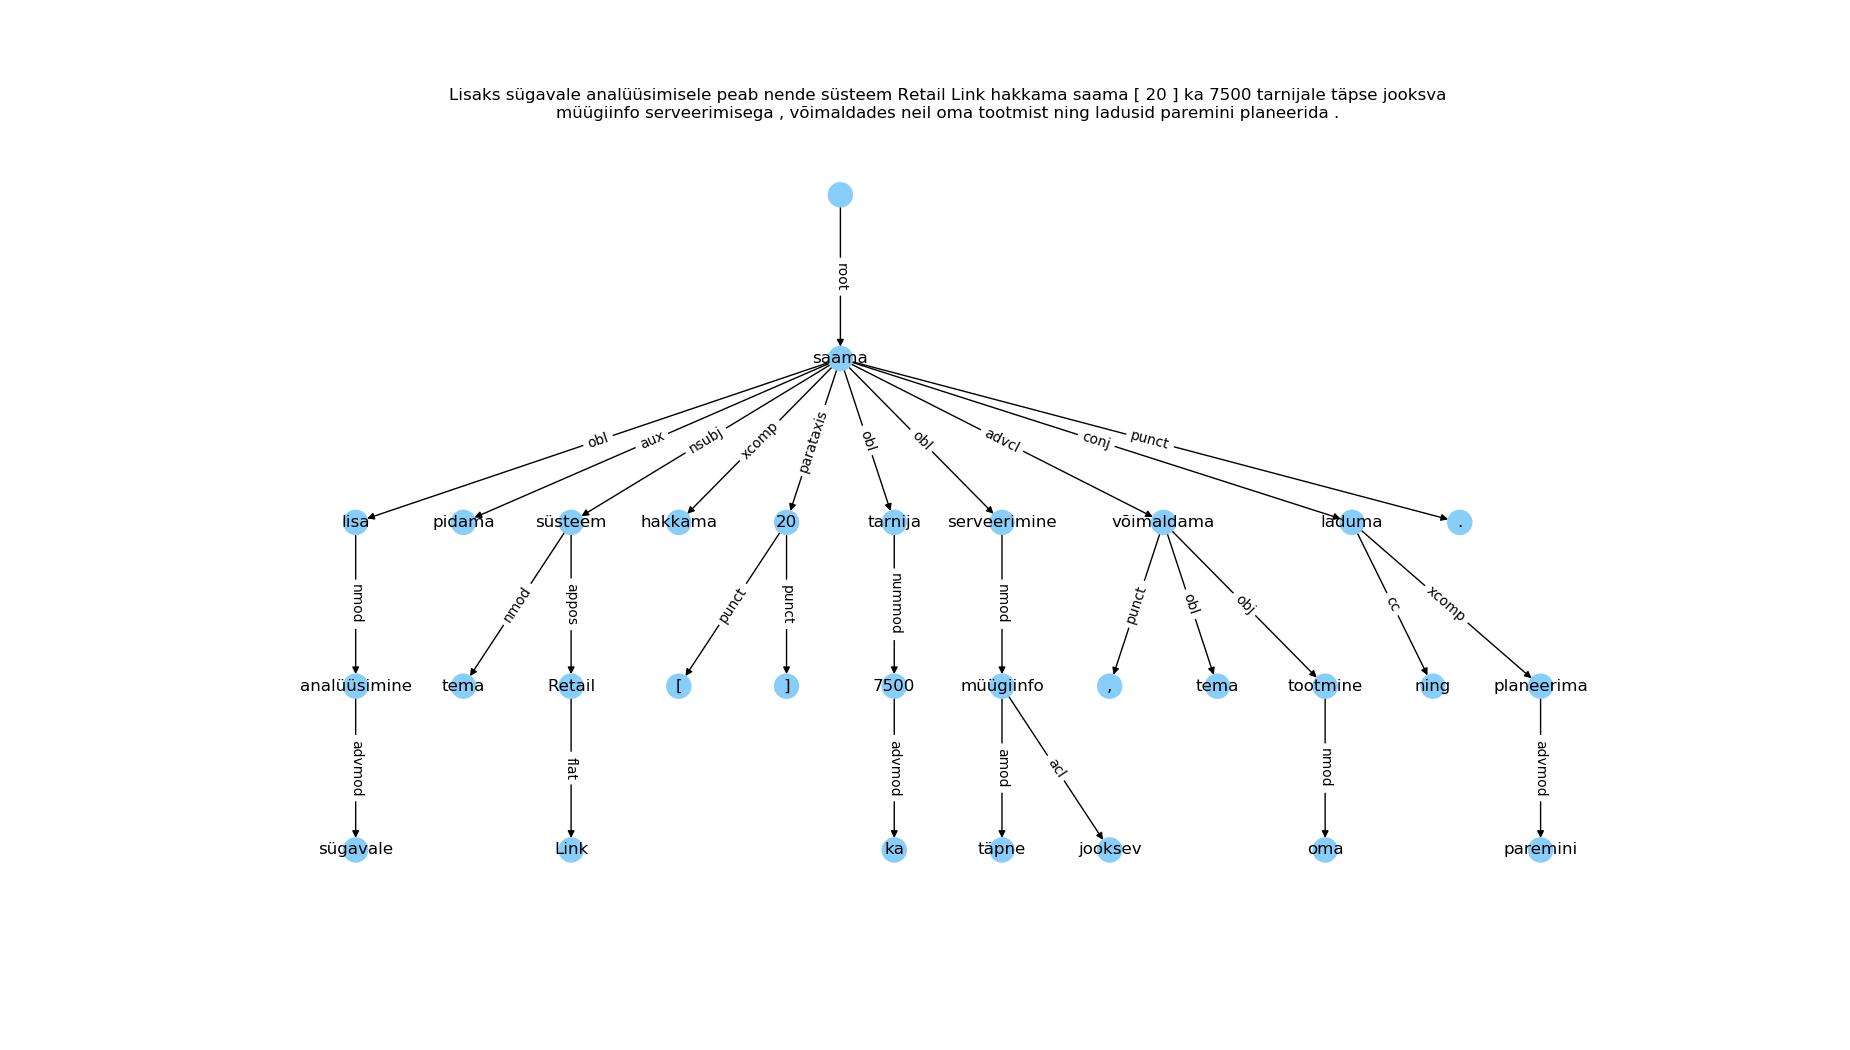 Lisaks sügavale analüüsimisele peab nende süsteem Retail Link hakkama saama [ 20 ] ka 7500 tarnijale täpse jooksva
müügiinfo serveerimisega , võimaldades neil oma tootmist ning ladusid paremini planeerida .
root
saama
obl aux nsubj xcomp parataxis obl obl advcl conj punct
lisa pidama süsteem hakkama 20 tarnija serveerimine võimaldama laduma .
nmod nmod appos punct punct nummod nmod punct obl obj cc xcomp
analüüsimine tema Retail [ ] 7500 müügiinfo , tema tootmine ning planeerima
advmod flat advmod amod acl nmod advmod
sügavale Link ka täpne jooksev oma paremini